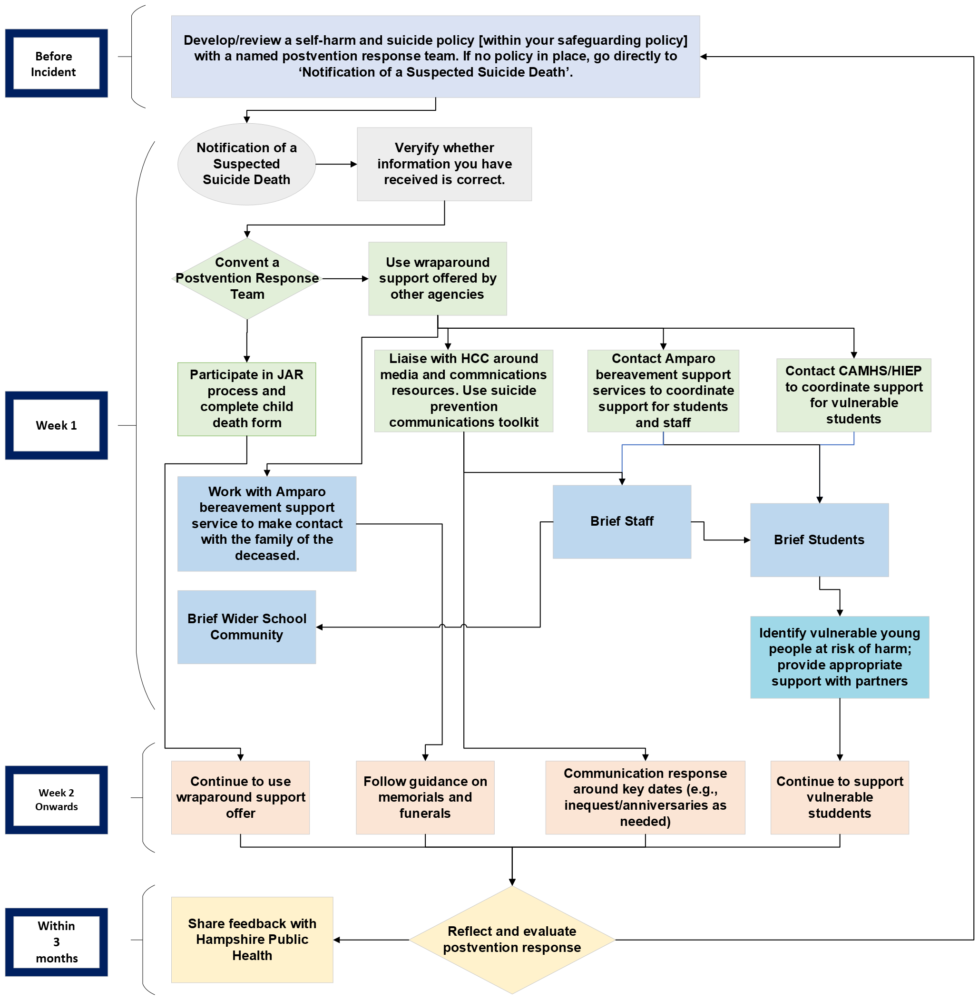 Before
Incident
Develop/review a self-harm and suicide policy [within your safeguarding policy]
with a named postvention response team. If no policy in place, go directly to
‘Notification of a Suspected Suicide Death’.
Notification of a
Suspected
Suicide Death
Veryify whether
information you have
received is correct.
Convent a
Postvention Response
Team
Use wraparound
support offered by
other agencies
Week 1
Participate in JAR
process and
complete child
death form
Liaise with HCC around
media and commnications
resources. Use suicide
prevention
communications toolkit
Contact Amparo
bereavement support
services to coordinate
support for students
and staff
Contact CAMHS/HIEP
to coordinate support
for vulnerable
students
Work with Amparo
bereavement support
service to make contact
with the family of the
deceased.
Brief Staff
Brief Students
Brief Wider School
Community
Identify vulnerable young
people at risk of harm;
provide appropriate
support with partners
Week 2
Onwards
Continue to use
wraparound support
offer
Follow guidance on
memorials and
funerals
Communication response
around key dates (e.g.,
inequest/anniversaries as
needed)
Continue to support
vulnerable
studdents
Within
3
months
Share feedback with
Hampshire Public
Health
Reflect and evaluate
postvention response